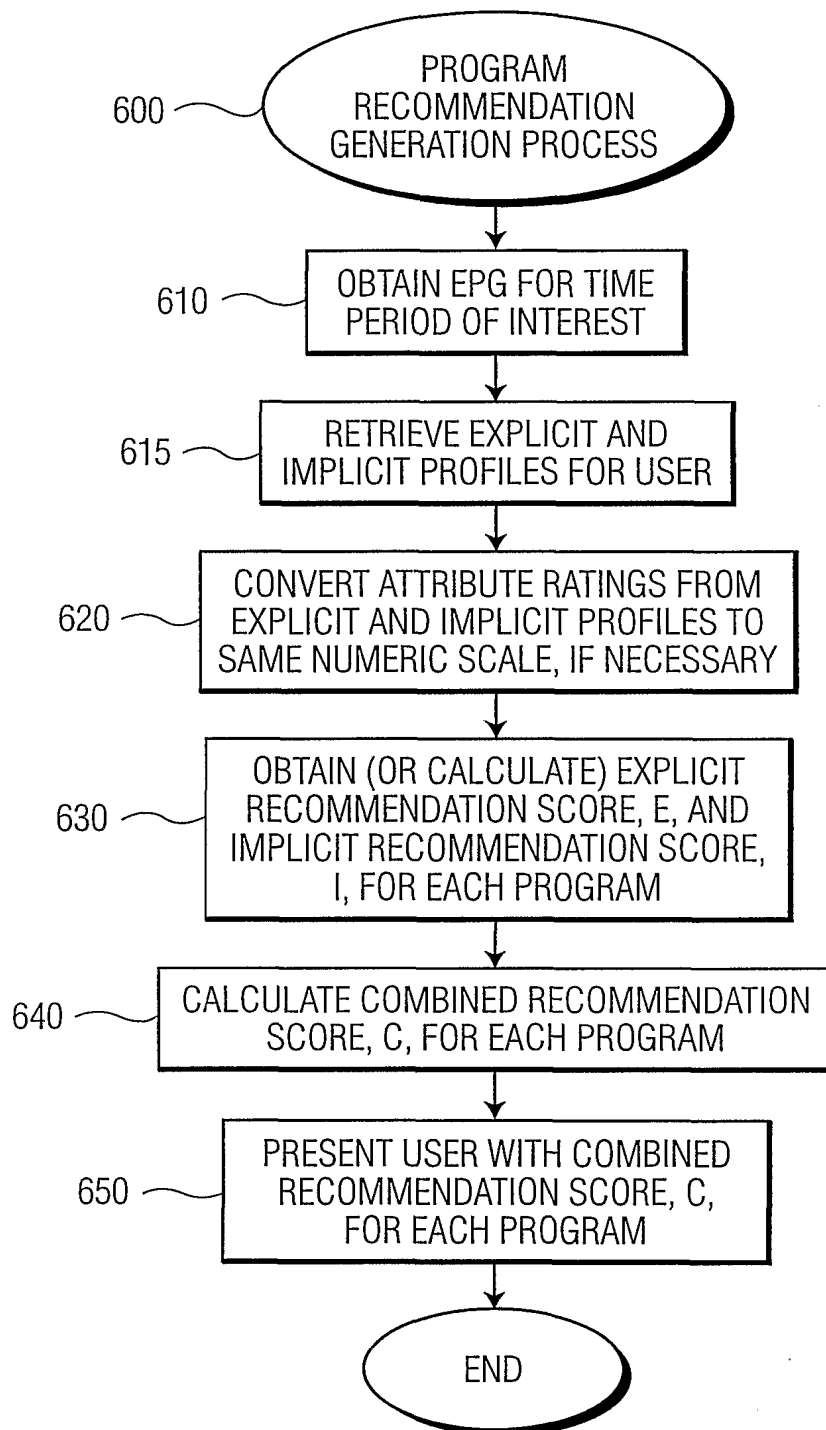 PROGRAM
RECOMMENDATION
GENERATION PROCESS
600
OBTAIN EPG FOR TIME
PERIOD OF INTEREST
610
RETRIEVE EXPLICIT AND
IMPLICIT PROFILES FOR USER
615
CONVERT ATTRIBUTE RATINGS FROM
EXPLICIT AND IMPLICIT PROFILES TO
SAME NUMERIC SCALE, IF NECESSARY
620
OBTAIN (OR CALCULATE) EXPLICIT
RECOMMENDATION SCORE, E, AND
IMPLICIT RECOMMENDATION SCORE,
I, FOR EACH PROGRAM
630
CALCULATE COMBINED RECOMMENDATION
SCORE, C, FOR EACH PROGRAM
640
PRESENT USER WITH COMBINED
RECOMMENDATION SCORE, C,
FOR EACH PROGRAM
650
END